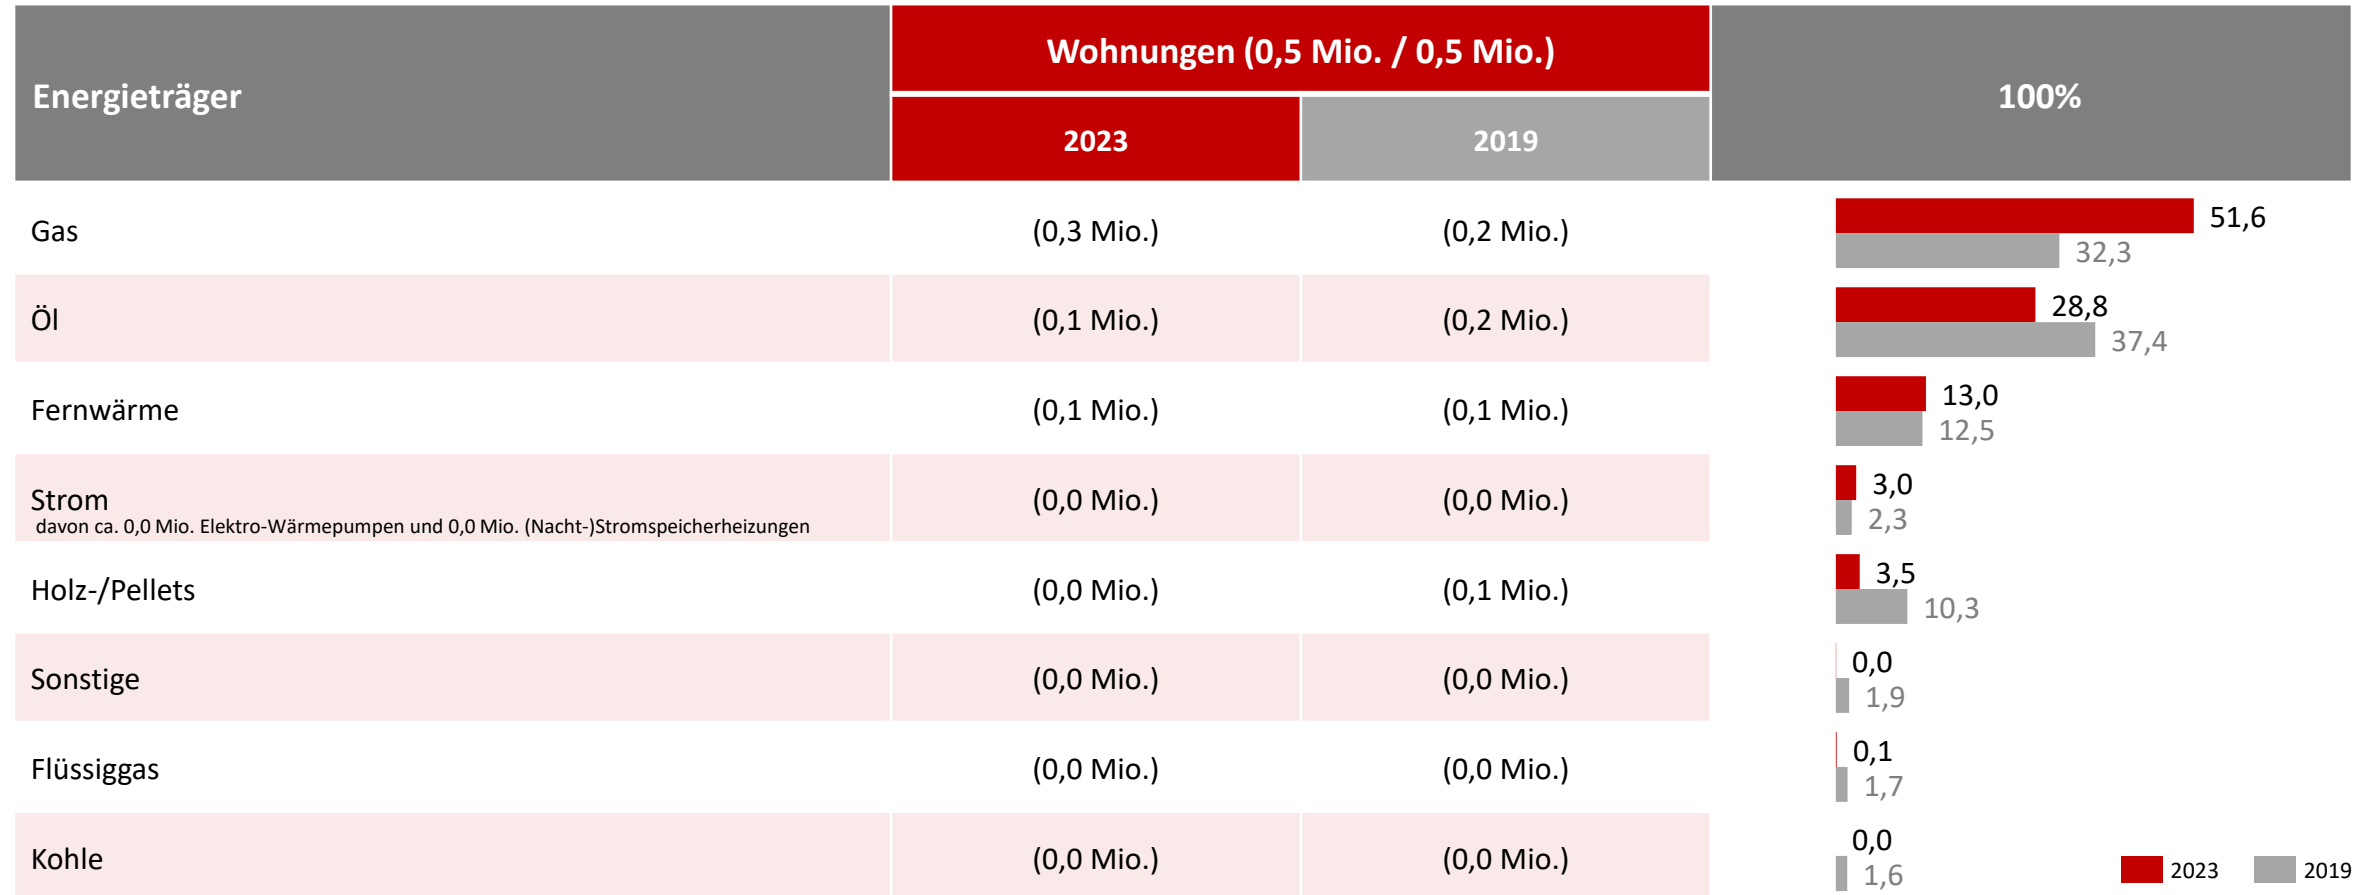 Energieträger
Wohnungen (0,5 Mio. / 0,5 Mio.)
2023
2019
100%
Gas
(0,3 Mio.)
(0,2 Mio.)
51,6
32,3
Öl
(0,1 Mio.)
(0,2 Mio.)
28,8
37,4
Fernwärme
(0,1 Mio.)
(0,1 Mio.)
13,0
12,5
Strom
davon ca. 0,0 Mio. Elektro-Wärmepumpen und 0,0 Mio. (Nacht-)Stromspeicherheizungen
(0,0 Mio.)
(0,0 Mio.)
3,0
2,3
Holz-/Pellets
(0,0 Mio.)
(0,1 Mio.)
3,5
10,3
Sonstige
(0,0 Mio.)
(0,0 Mio.)
0,0
1,9
Flüssiggas
(0,0 Mio.)
(0,0 Mio.)
0,1
1,7
Kohle
(0,0 Mio.)
(0,0 Mio.)
0,0
1,6
2023
2019